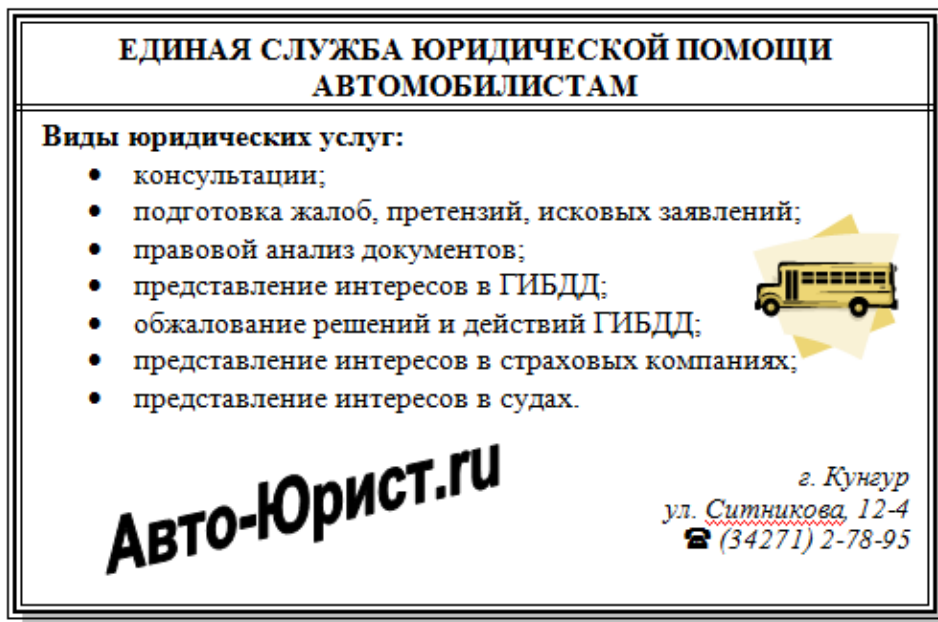 ЕДИНАЯ СЛУЖБА ЮРИДИЧЕСКОЙ ПОМОЩИ
АВТОМОБИЛИСТАМ
Виды юридических услуг:
• консультации;
• подготовка жалоб, претензий, исковых заявлений;
• правовой анализ документов;
• представление интересов в ГИБДД;
• обжалование решений и действий ГИБДД;
• представление интересов в страховых компаниях;
• представление интересов в судах.
Авто-Юрист.ru
г. Кунгур
ул. Ситникова, 12-4
☎ (34271) 2-78-95